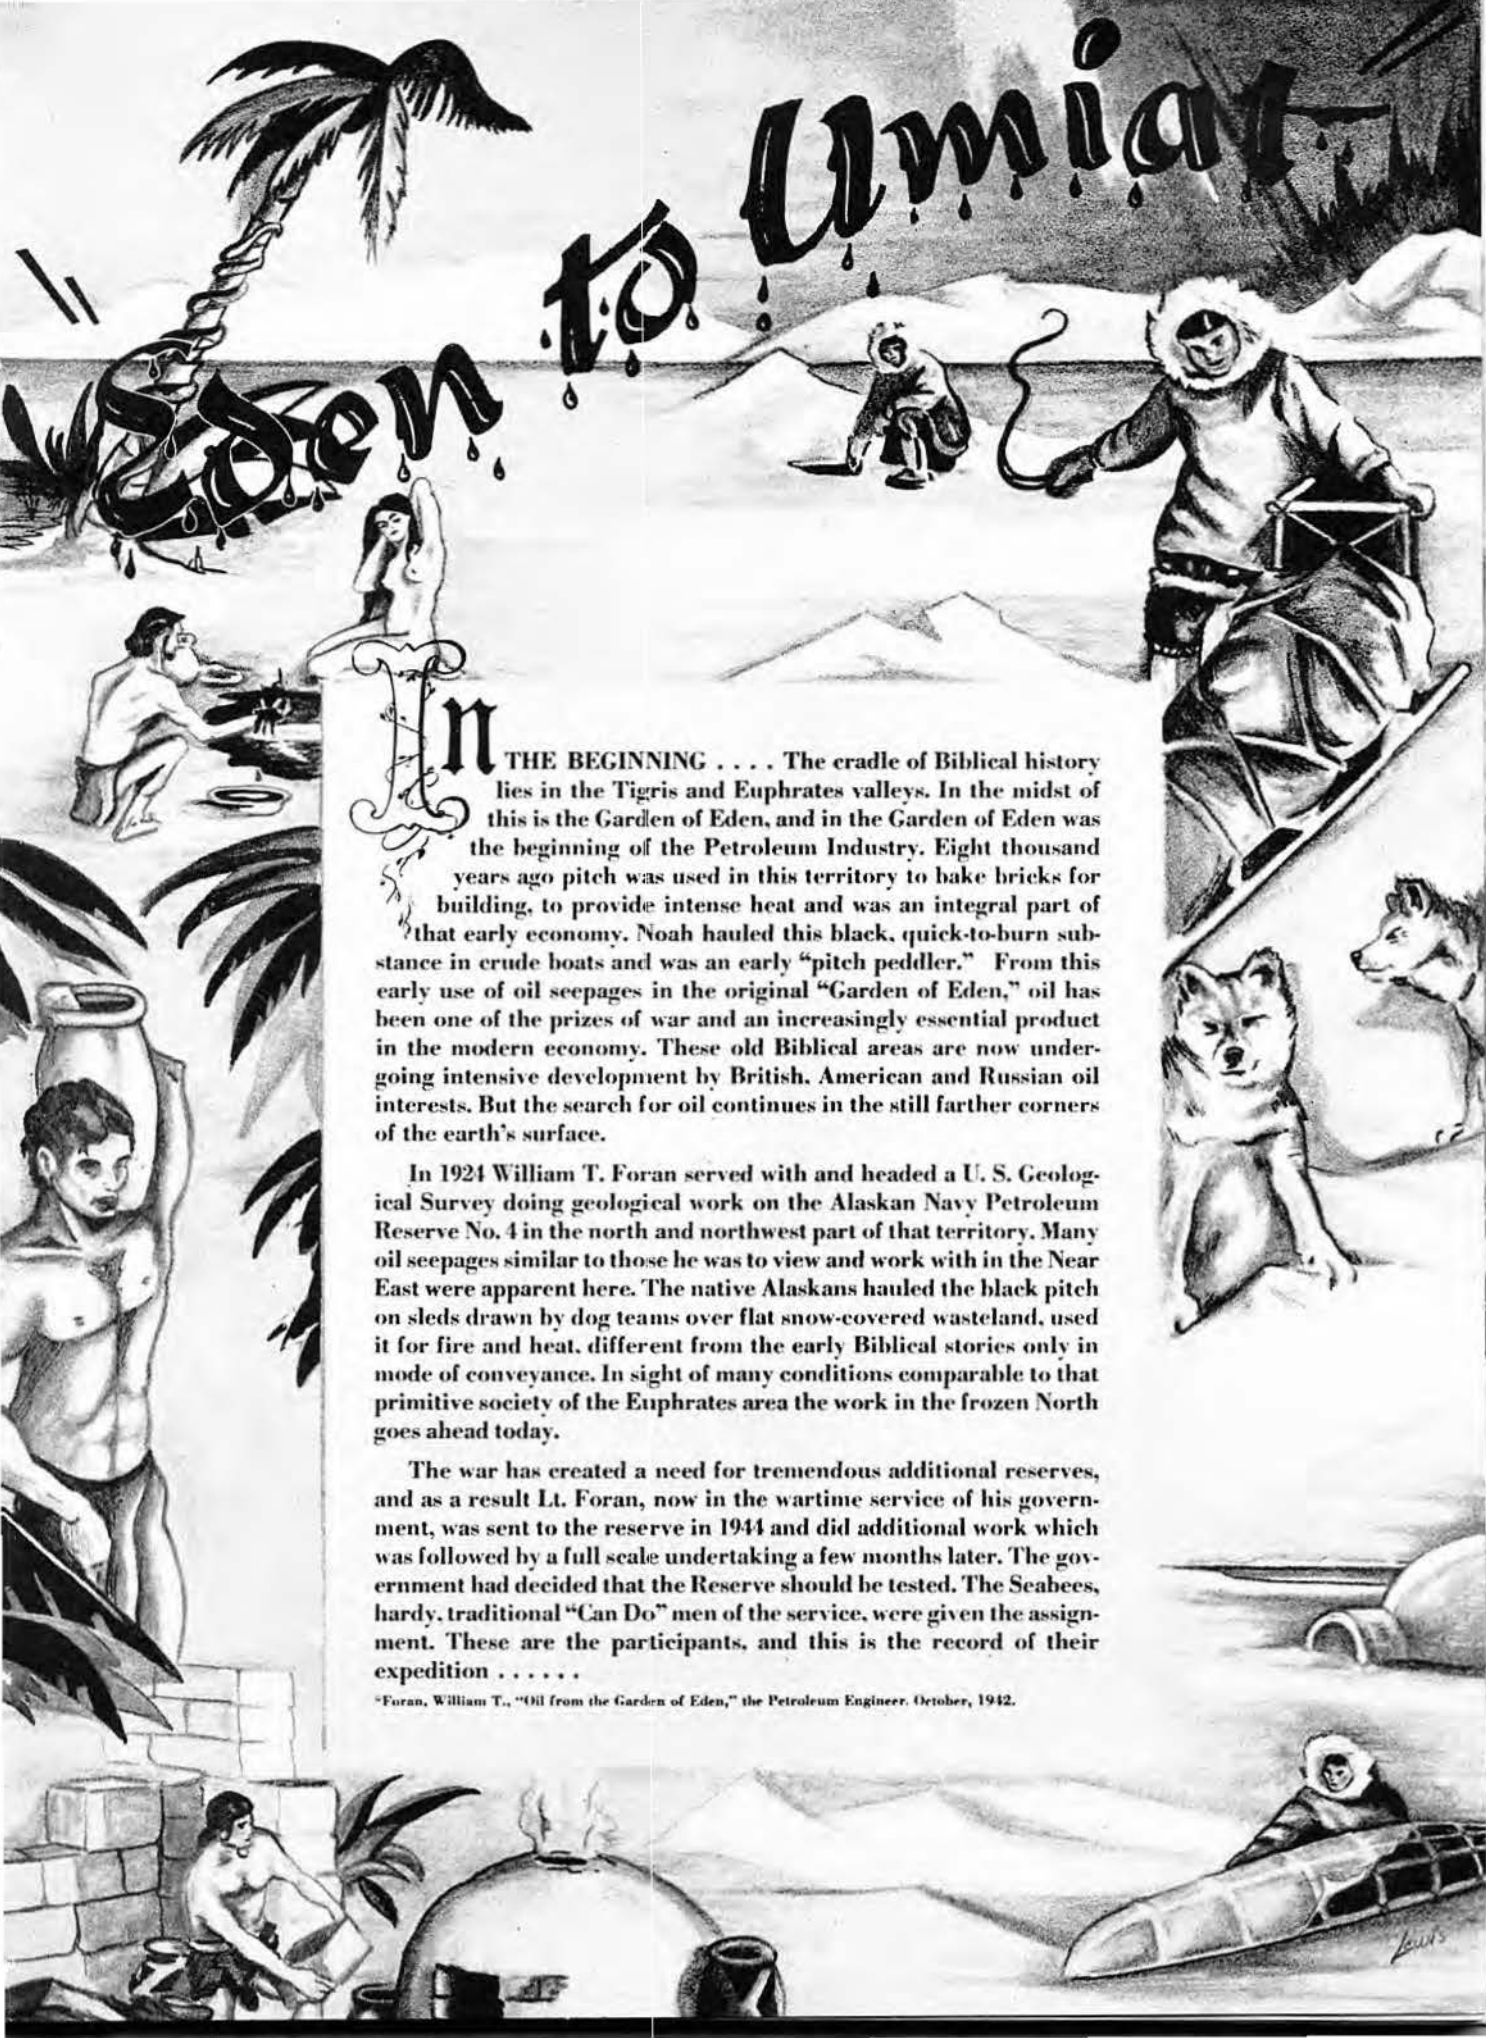 Eden to Umiat
In THE BEGINNING . . . . The cradle of Biblical history
lies in the Tigris and Euphrates valleys. In the midst of
this is the Garden of Eden, and in the Garden of Eden was
the beginning of the Petroleum Industry. Eight thousand
years ago pitch was used in this territory to bake bricks for
building, to provide intense heat and was an integral part of
that early economy. Noah hauled this black, quick-to-burn sub-
stance in crude boats and was an early "pitch peddler." From this
early use of oil seepages in the original "Garden of Eden," oil has
been one of the prizes of war and an increasingly essential product
in the modern economy. These old Biblical areas are now under-
going intensive development by British, American and Russian oil
interests. But the search for oil continues in the still farther corners
of the earth's surface.
In 1924 William T. Foran served with and headed a U. S. Geolog-
ical Survey doing geological work on the Alaskan Navy Petroleum
Reserve No. 4 in the north and northwest part of that territory. Many
oil seepages similar to those he was to view and work with in the Near
East were apparent here. The native Alaskans hauled the black pitch
on sleds drawn by dog teams over flat snow-covered wasteland, used
it for fire and heat, different from the early Biblical stories only in
mode of conveyance. In sight of many conditions comparable to that
primitive society of the Euphrates area the work in the frozen North
goes ahead today.
The war has created a need for tremendous additional reserves,
and as a result Lt. Foran, now in the wartime service of his govern-
ment, was sent to the reserve in 1944 and did additional work which
was followed by a full scale undertaking a few months later. The gov-
ernment had decided that the Reserve should be tested. The Seabees,
hardy, traditional "Can Do" men of the service, were given the assign-
ment. These are the participants, and this is the record of their
expedition . . . . . .
*Foran, William T., "Oil from the Garden of Eden," the Petroleum Engineer, October, 1942.
Lewis